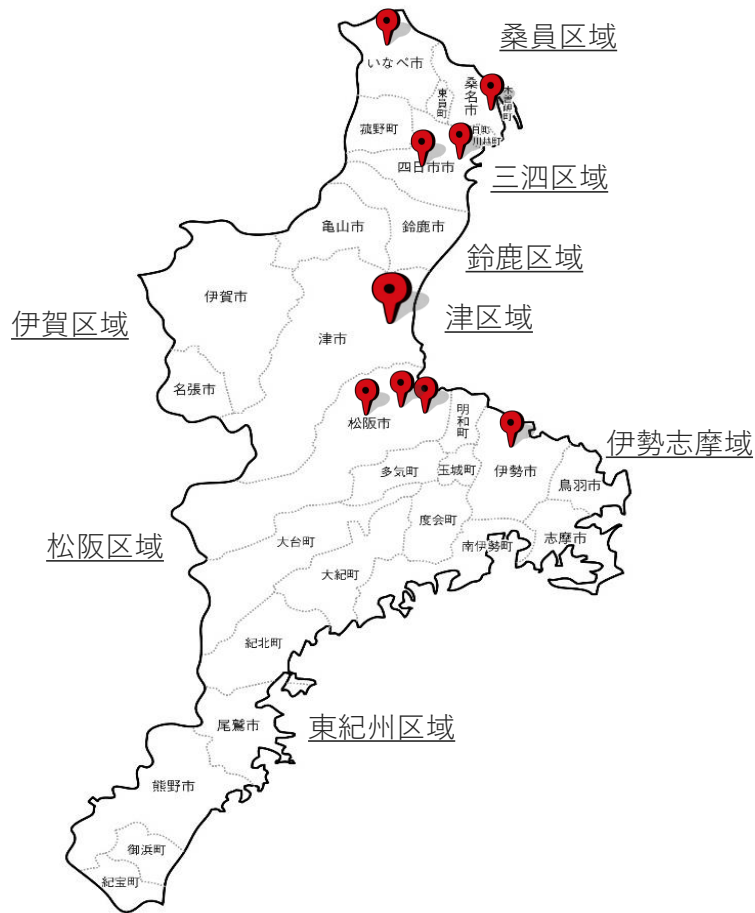 桑員区域
いなべ市
東員町
桑名市
木曽岬町
菰野町
川越町
四日市市
三泗区域
亀山市
鈴鹿市
鈴鹿区域
伊賀市
伊賀区域
津市
津区域
名張市
松阪市
明和町
伊勢志摩域
多気町
玉城町
伊勢市
鳥羽市
度会町
松阪区域
大台町
南伊勢町
志摩市
大紀町
紀北町
尾鷲市
東紀州区域
熊野市
御浜町
紀宝町